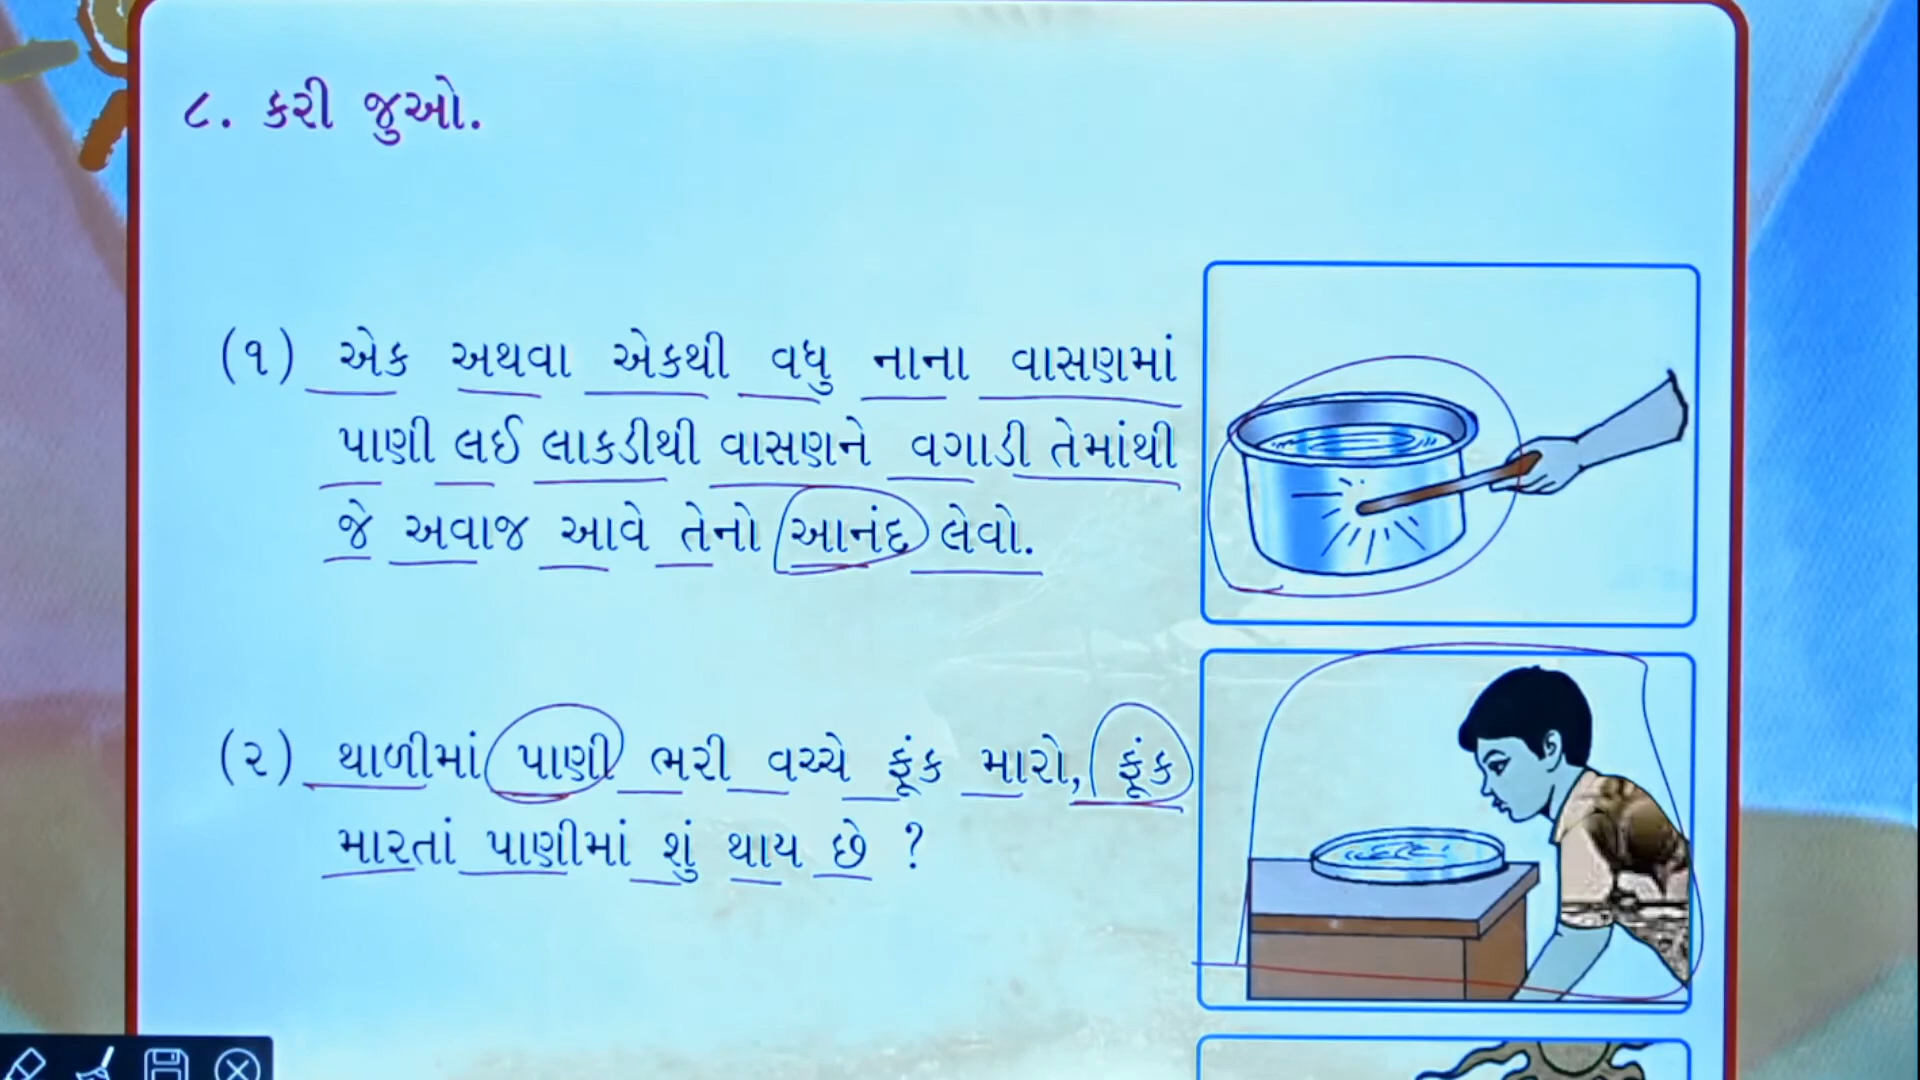 ૮. કરી જુઓ.
(૧) એક અથવા એકથી વધુ નાના વાસણમાં
પાણી લઈ લાકડીથી વાસણને વગાડી તેમાંથી
જે અવાજ આવે તેનો આનંદ લેવો.
(૨) થાળીમાં પાણી ભરી વચ્ચે ફૂંક મારો, ફૂંક
મારતાં પાણીમાં શું થાય છે ?